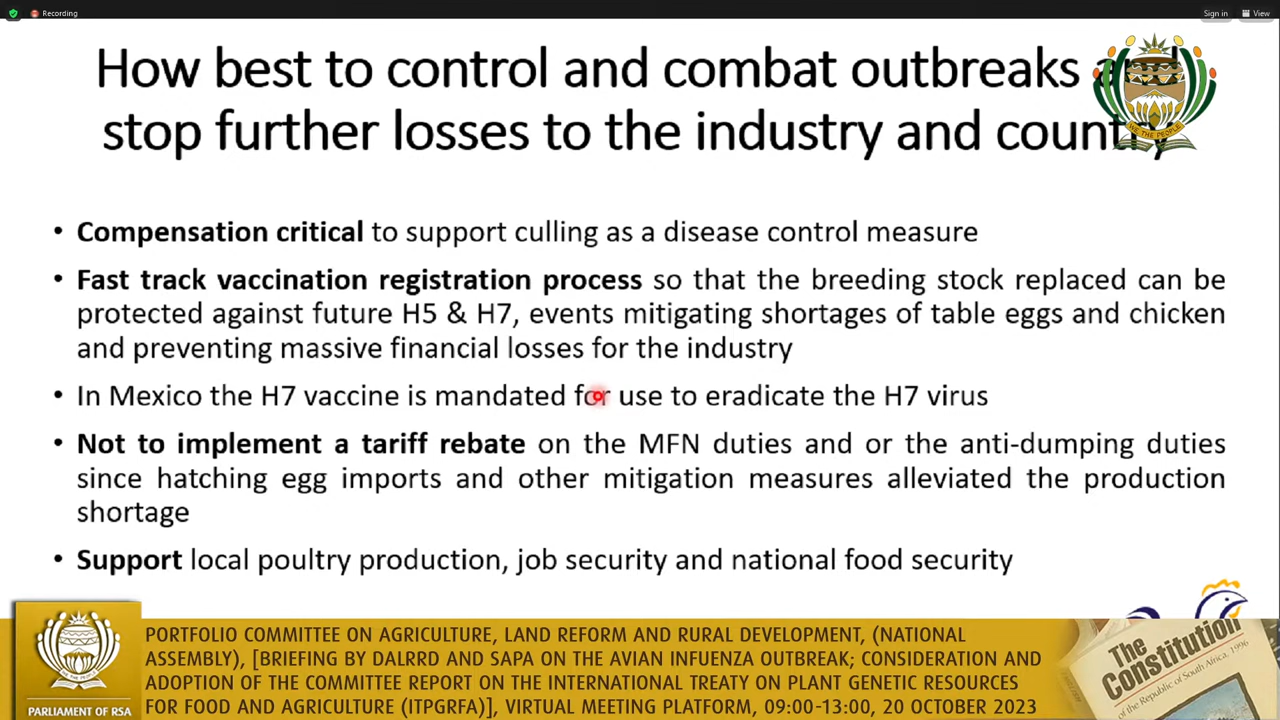 Recording
Sign in
View
How best to control and combat outbreaks
stop further losses to the industry and country
WE, THE PEOPLE
• Compensation critical to support culling as a disease control measure
• Fast track vaccination registration process so that the breeding stock replaced can be
protected against future H5 & H7, events mitigating shortages of table eggs and chicken
and preventing massive financial losses for the industry
• In Mexico the H7 vaccine is mandated for use to eradicate the H7 virus
• Not to implement a tariff rebate on the MFN duties and or the anti-dumping duties
since hatching egg imports and other mitigation measures alleviated the production
shortage
• Support local poultry production, job security and national food security
PORTFOLIO COMMITTEE ON AGRICULTURE, LAND REFORM AND RURAL DEVELOPMENT, (NATIONAL
ASSEMBLY), [BRIEFING BY DALRRD AND SAPA ON THE AVIAN INFUENZA OUTBREAK; CONSIDERATION AND
ADOPTION OF THE COMMITTEE REPORT ON THE INTERNATIONAL TREATY ON PLANT GENETIC RESOURCES
FOR FOOD AND AGRICULTURE (ITPGRFA)], VIRTUAL MEETING PLATFORM, 09:00-13:00, 20 OCTOBER 2023
PARLIAMENT OF RSA
The
Constitution
of the Republic of South Africa, 1996